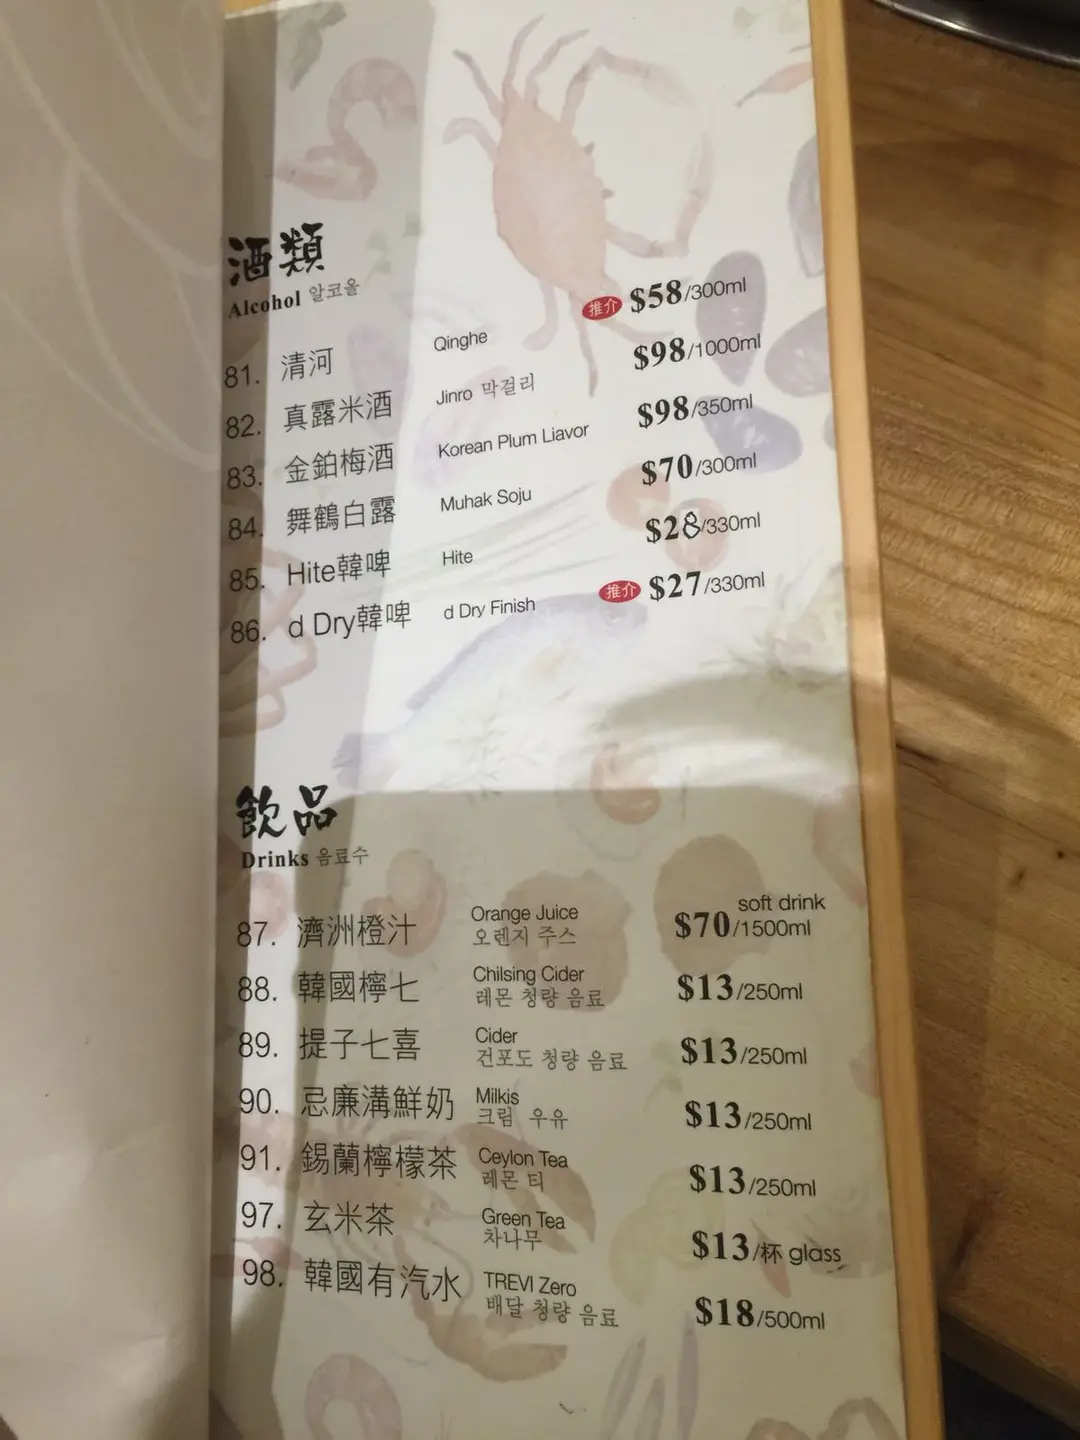 酒類
Alcohol 알코올
81. 清河 Qinghe 推介 $58/300ml
82. 真露米酒 Jinro 막걸리 $98/1000ml
83. 金鉑梅酒 Korean Plum Liavor $98/350ml
84. 舞鶴白露 Muhak Soju $70/300ml
85. Hite韓啤 Hite $28/330ml
86. d Dry韓啤 d Dry Finish 推介 $27/330ml
飲品
Drinks 음료수
soft drink
87. 濟洲橙汁 Orange Juice $70/1500ml
오렌지 주스
88. 韓國檸七 Chilsing Cider $13/250ml
레몬 청량 음료
89. 提子七喜 Cider $13/250ml
건포도 청량 음료
90. 忌廉溝鮮奶 Milkis $13/250ml
크림 우유
91. 錫蘭檸檬茶 Ceylon Tea $13/250ml
레몬 티
97. 玄米茶 Green Tea $13/杯 glass
차나무
98. 韓國有汽水 TREVI Zero $18/500ml
배달 청량 음료